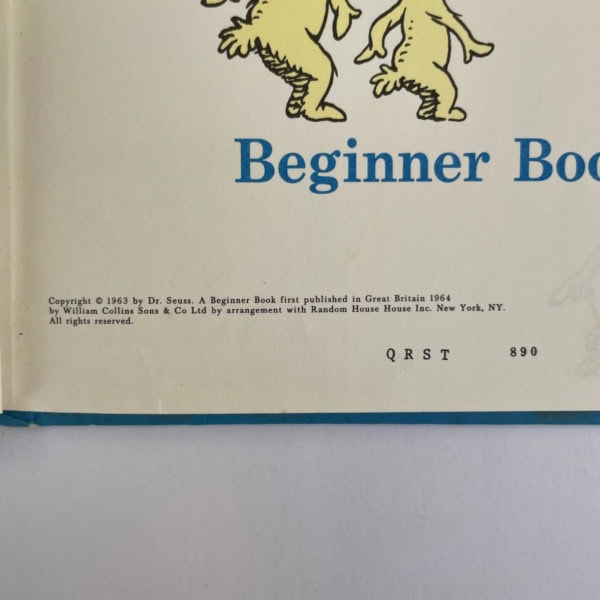 Beginner Boo
Copyright © 1963 by Dr. Seuss. A Beginner Book first published in Great Britain 1964
by William Collins Sons & Co Ltd by arrangement with Random House House Inc. New York, NY.
All rights reserved.
Q R S T 890